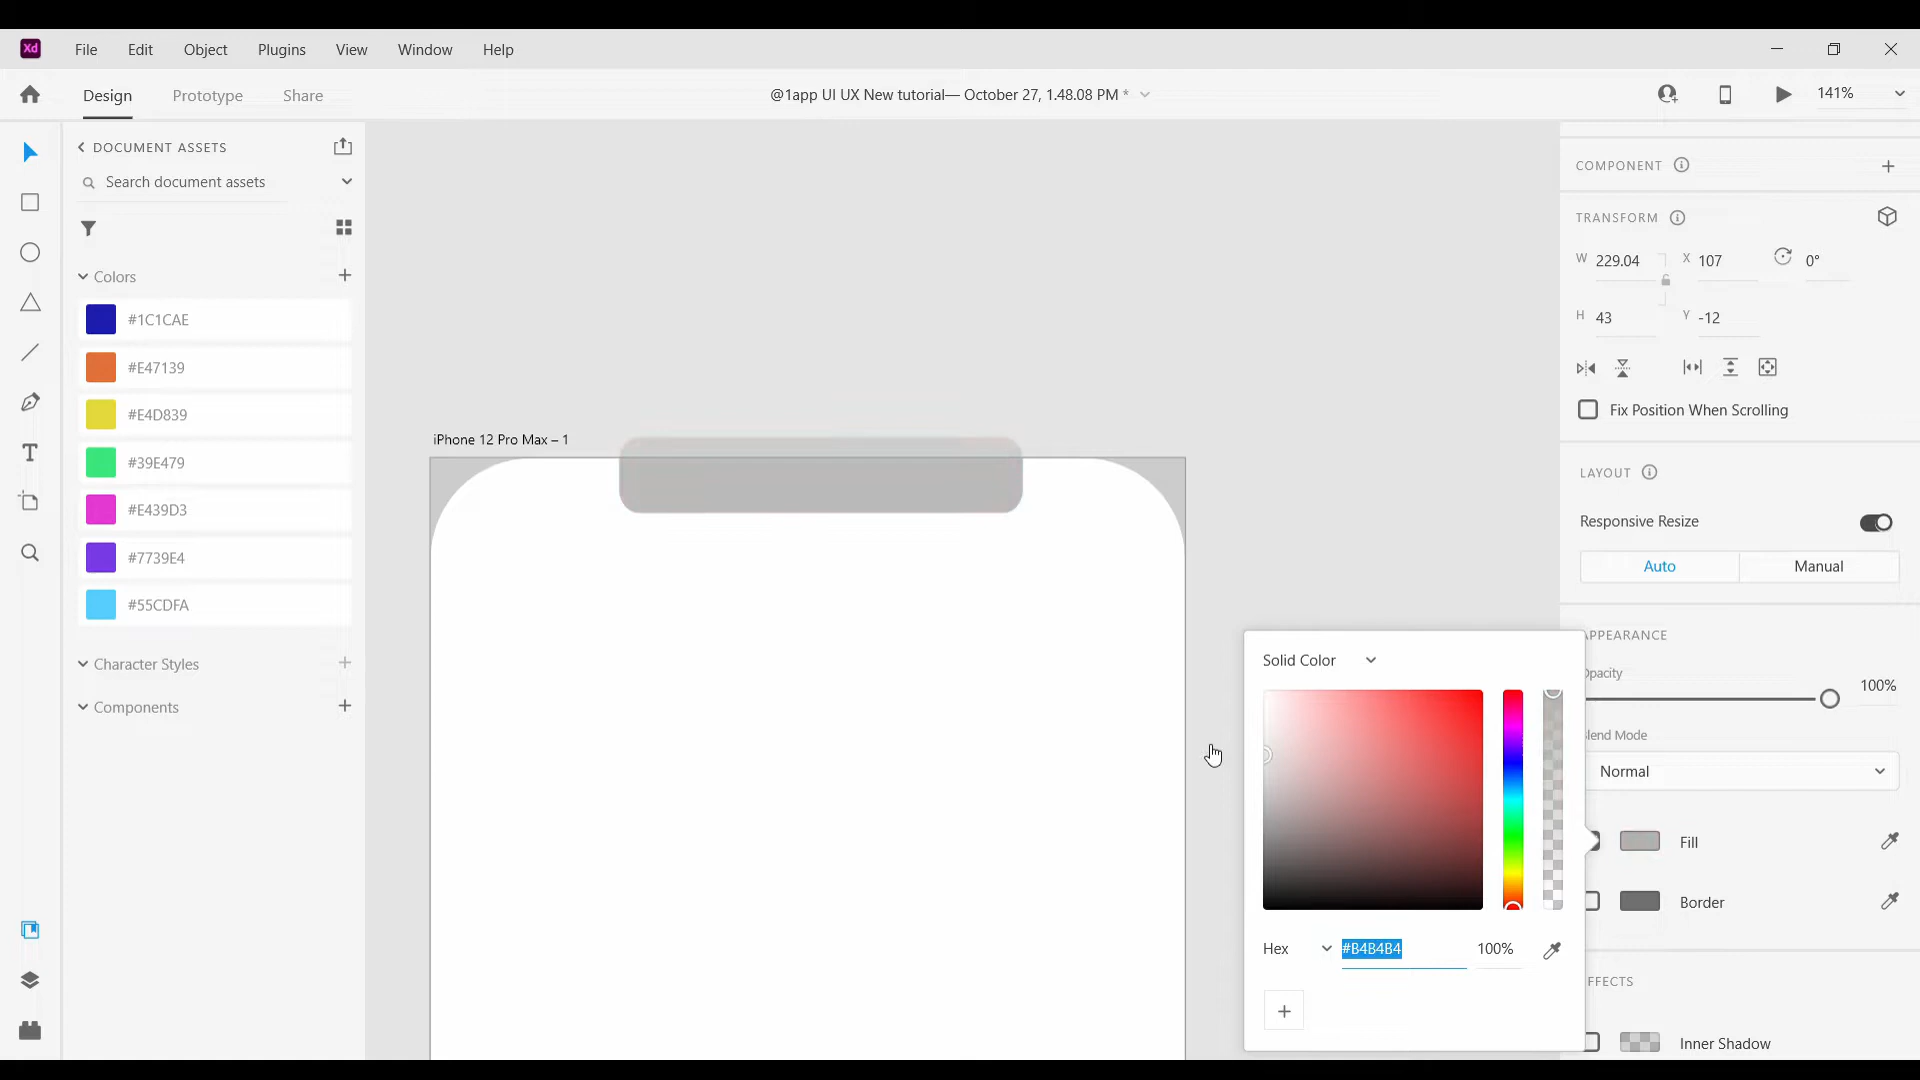 Xd File Edit Object Plugins View Window Help
Design Prototype Share @1app UI UX New tutorial— October 27, 1.48.08 PM * 141%
DOCUMENT ASSETS
Search document assets
Colors
#1C1CAE
#E47139
#E4D839
#39E479
#E439D3
#7739E4
#55CDFA
Character Styles
Components
iPhone 12 Pro Max – 1
COMPONENT
TRANSFORM
W 229.04 X 107 0°
H 43 Y -12
Fix Position When Scrolling
LAYOUT
Responsive Resize
Auto Manual
APPEARANCE
Opacity
100%
Blend Mode
Normal
Fill
Border
FFECTS
Inner Shadow
Solid Color
Hex #B4B4B4 100%